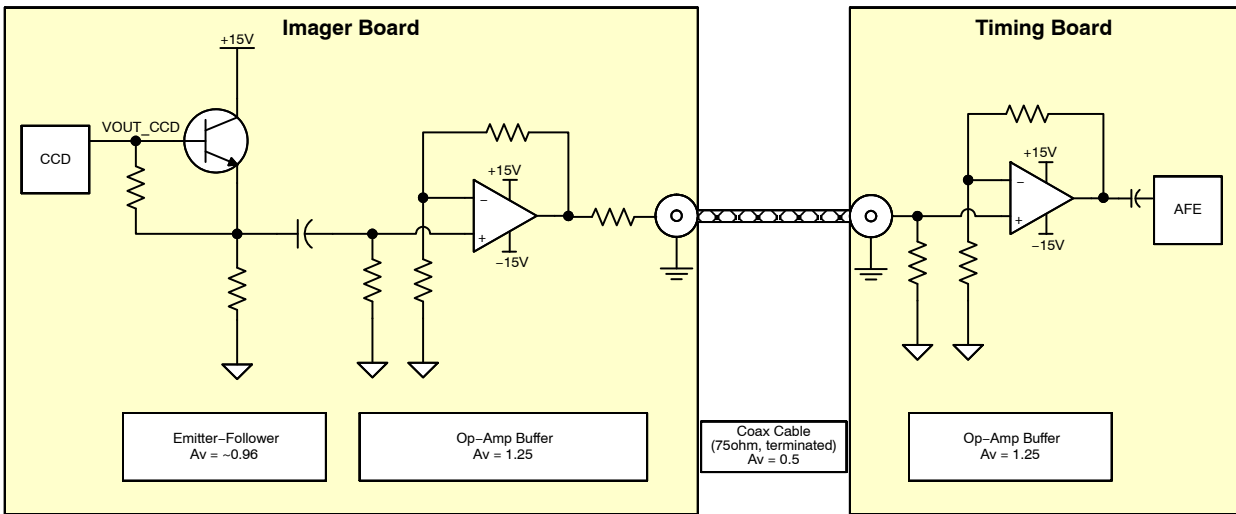 Imager Board
Timing Board
+15V
VOUT_CCD
CCD
+15V
−
+
−15V
+15V
−
+
−15V
AFE
Emitter−Follower
Av = ~0.96
Op−Amp Buffer
Av = 1.25
Coax Cable
(75ohm, terminated)
Av = 0.5
Op−Amp Buffer
Av = 1.25